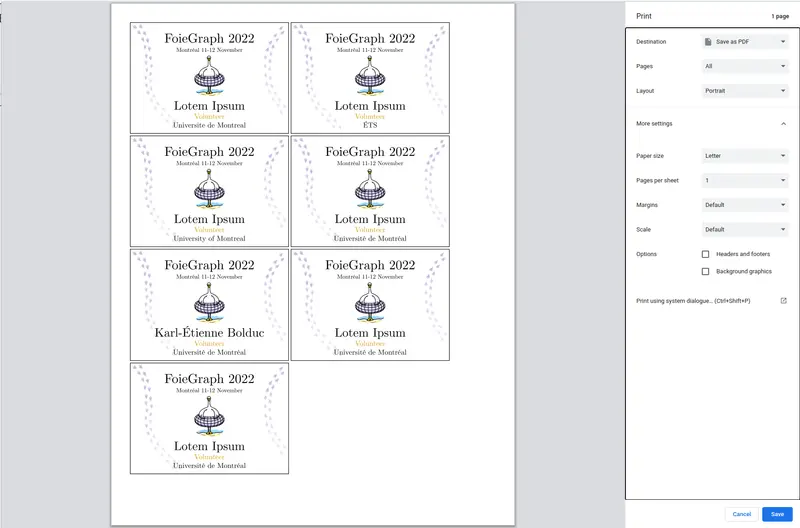 FoieGraph 2022
Montréal 11-12 November
Lotem Ipsum
Volunteer
Universite de Montreal
FoieGraph 2022
Montréal 11-12 November
Lotem Ipsum
Volunteer
ÉTS
FoieGraph 2022
Montréal 11-12 November
Lotem Ipsum
Volunteer
University of Montreal
FoieGraph 2022
Montréal 11-12 November
Lotem Ipsum
Volunteer
Université de Montréal
FoieGraph 2022
Montréal 11-12 November
Karl-Étienne Bolduc
Volunteer
Université de Montréal
FoieGraph 2022
Montréal 11-12 November
Lotem Ipsum
Volunteer
Université de Montréal
FoieGraph 2022
Montréal 11-12 November
Lotem Ipsum
Volunteer
Université de Montréal
Print 1 page
Destination Save as PDF
Pages All
Layout Portrait
More settings
Paper size Letter
Pages per sheet 1
Margins Default
Scale Default
Options Headers and footers
Background graphics
Print using system dialogue... (Ctrl+Shift+P)
Cancel Save